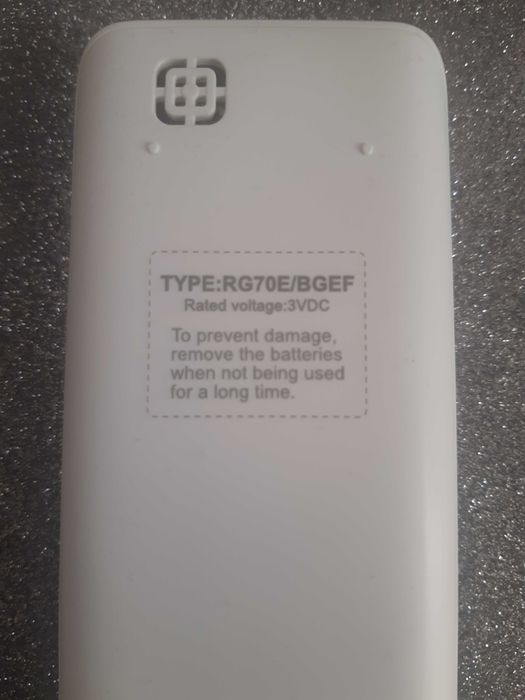 TYPE:RG70E/BGEF
Rated voltage:3VDC
To prevent damage,
remove the batteries
when not being used
for a long time.